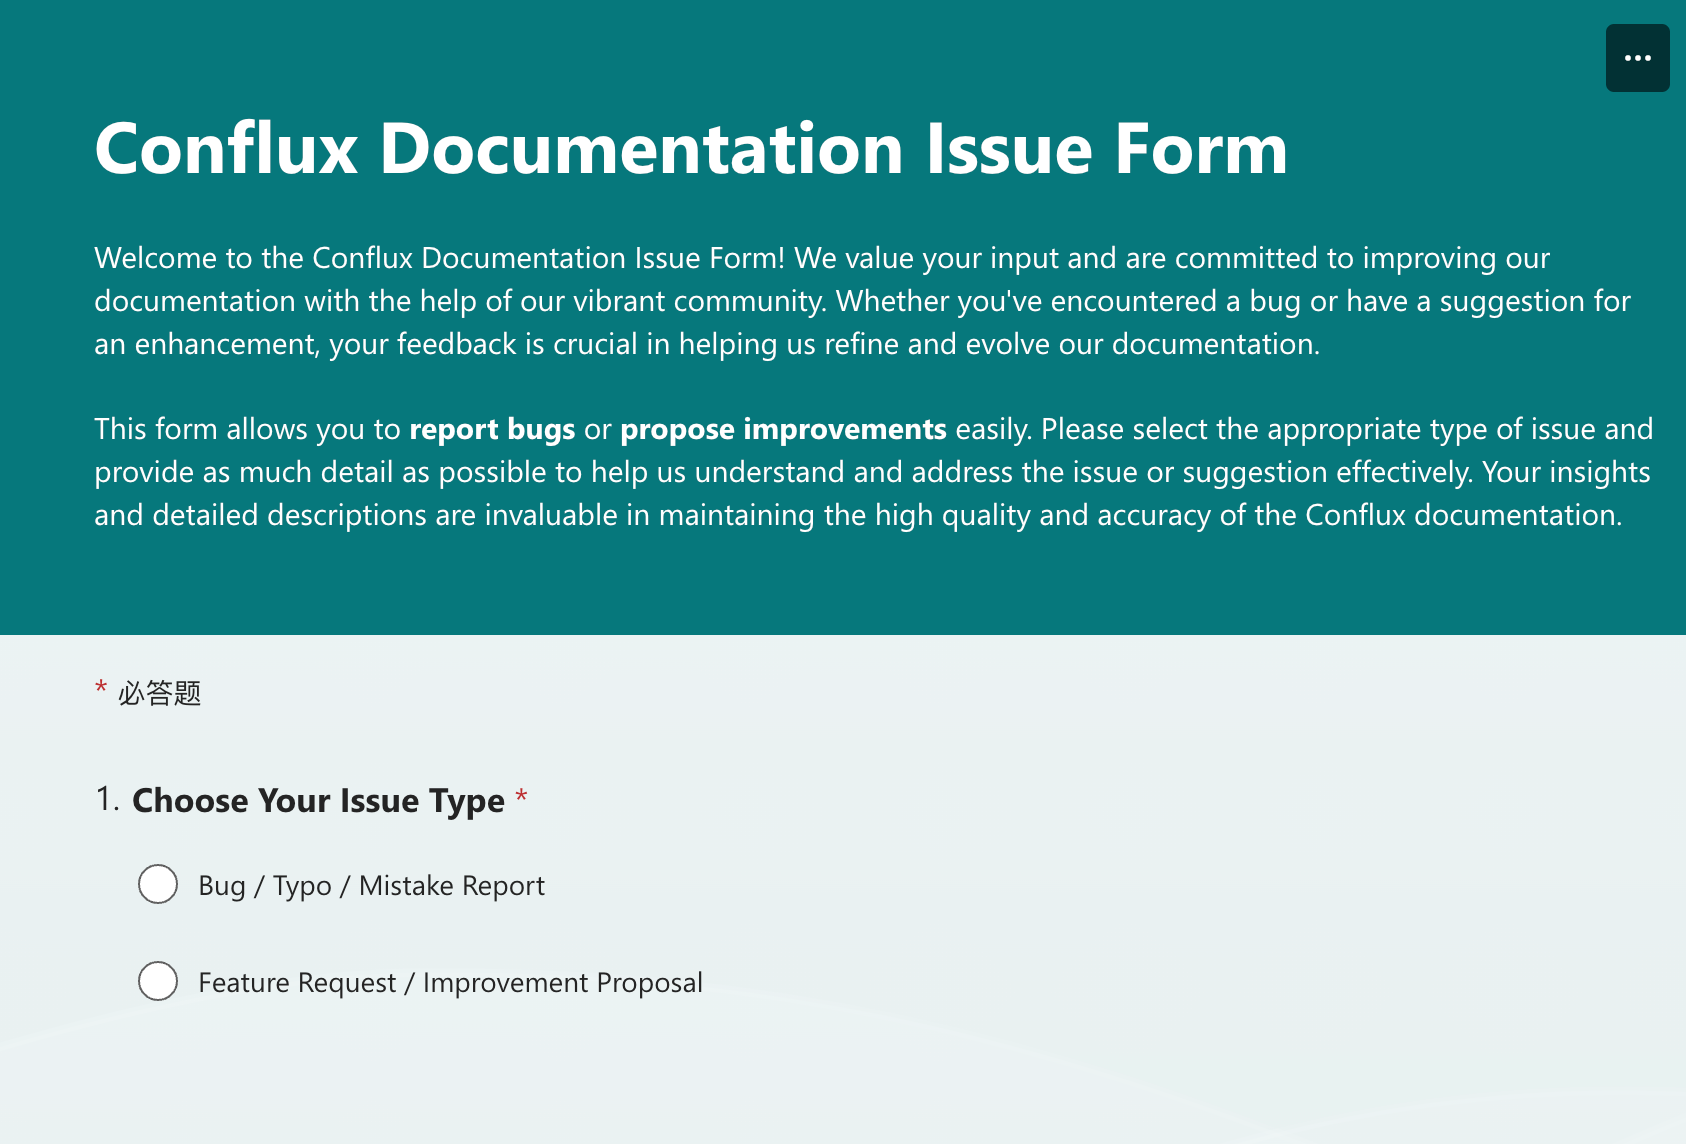 Conflux Documentation Issue Form
Welcome to the Conflux Documentation Issue Form! We value your input and are committed to improving our
documentation with the help of our vibrant community. Whether you've encountered a bug or have a suggestion for
an enhancement, your feedback is crucial in helping us refine and evolve our documentation.
This form allows you to report bugs or propose improvements easily. Please select the appropriate type of issue and
provide as much detail as possible to help us understand and address the issue or suggestion effectively. Your insights
and detailed descriptions are invaluable in maintaining the high quality and accuracy of the Conflux documentation.
* 必答题
1. Choose Your Issue Type *
Bug / Typo / Mistake Report
Feature Request / Improvement Proposal